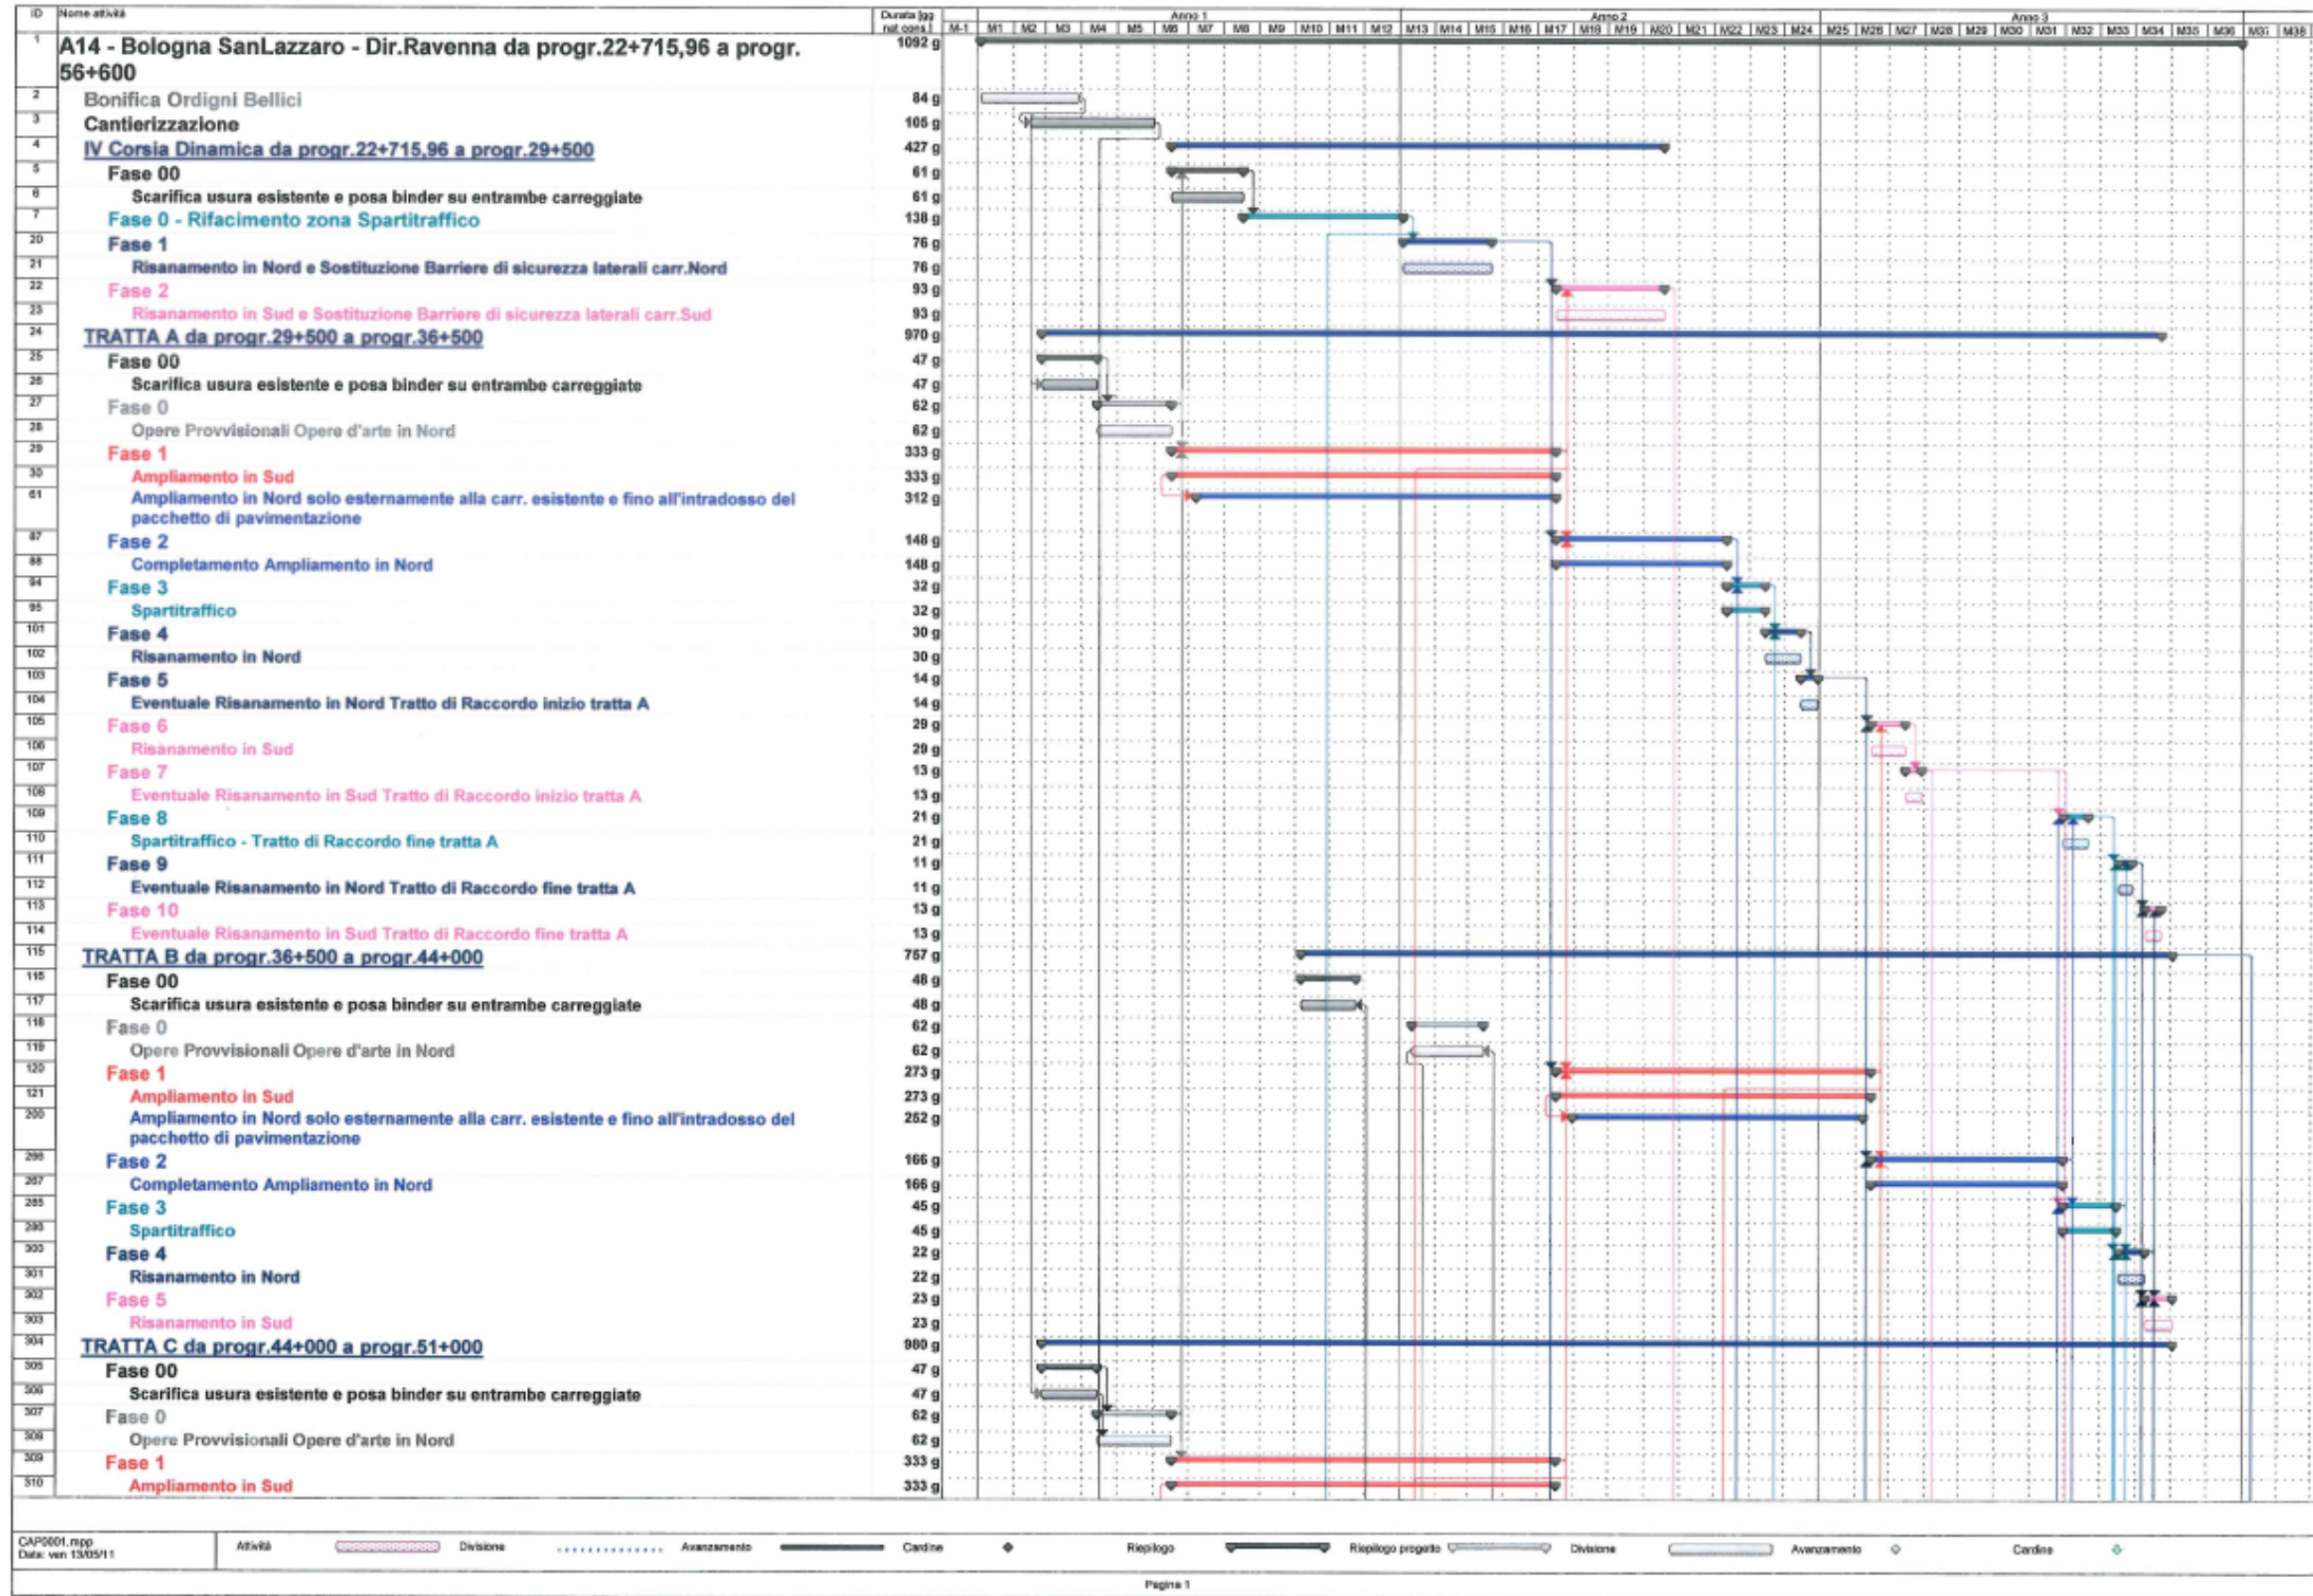 ID Nome attività Durata [gg nat cons.] Anno 1 Anno 2 Anno 3
M-1 M1 M2 M3 M4 M5 M6 M7 M8 M9 M10 M11 M12 M13 M14 M15 M16 M17 M18 M19 M20 M21 M22 M23 M24 M25 M26 M27 M28 M29 M30 M31 M32 M33 M34 M35 M36 M37 M38
1 A14 - Bologna SanLazzaro - Dir.Ravenna da progr.22+715,96 a progr. 1092 g
56+600
2 Bonifica Ordigni Bellici 84 g
3 Cantierizzazione 105 g
4 IV Corsia Dinamica da progr.22+715,96 a progr.29+500 427 g
5 Fase 00 61 g
6 Scarifica usura esistente e posa binder su entrambe carreggiate 61 g
7 Fase 0 - Rifacimento zona Spartitraffico 138 g
20 Fase 1 76 g
21 Risanamento in Nord e Sostituzione Barriere di sicurezza laterali carr.Nord 76 g
22 Fase 2 93 g
23 Risanamento in Sud e Sostituzione Barriere di sicurezza laterali carr.Sud 93 g
24 TRATTA A da progr.29+500 a progr.36+500 970 g
25 Fase 00 47 g
26 Scarifica usura esistente e posa binder su entrambe carreggiate 47 g
27 Fase 0 62 g
28 Opere Provvisionali Opere d'arte in Nord 62 g
29 Fase 1 333 g
30 Ampliamento in Sud 333 g
61 Ampliamento in Nord solo esternamente alla carr. esistente e fino all'intradosso del 312 g
pacchetto di pavimentazione
87 Fase 2 148 g
88 Completamento Ampliamento in Nord 148 g
94 Fase 3 32 g
95 Spartitraffico 32 g
101 Fase 4 30 g
102 Risanamento in Nord 30 g
103 Fase 5 14 g
104 Eventuale Risanamento in Nord Tratto di Raccordo inizio tratta A 14 g
105 Fase 6 29 g
106 Risanamento in Sud 29 g
107 Fase 7 13 g
108 Eventuale Risanamento in Sud Tratto di Raccordo inizio tratta A 13 g
109 Fase 8 21 g
110 Spartitraffico - Tratto di Raccordo fine tratta A 21 g
111 Fase 9 11 g
112 Eventuale Risanamento in Nord Tratto di Raccordo fine tratta A 11 g
113 Fase 10 13 g
114 Eventuale Risanamento in Sud Tratto di Raccordo fine tratta A 13 g
115 TRATTA B da progr.36+500 a progr.44+000 757 g
116 Fase 00 48 g
117 Scarifica usura esistente e posa binder su entrambe carreggiate 48 g
118 Fase 0 62 g
119 Opere Provvisionali Opere d'arte in Nord 62 g
120 Fase 1 273 g
121 Ampliamento in Sud 273 g
200 Ampliamento in Nord solo esternamente alla carr. esistente e fino all'intradosso del 262 g
pacchetto di pavimentazione
266 Fase 2 166 g
267 Completamento Ampliamento in Nord 166 g
285 Fase 3 45 g
286 Spartitraffico 45 g
300 Fase 4 22 g
301 Risanamento in Nord 22 g
302 Fase 5 23 g
303 Risanamento in Sud 23 g
304 TRATTA C da progr.44+000 a progr.51+000 980 g
305 Fase 00 47 g
306 Scarifica usura esistente e posa binder su entrambe carreggiate 47 g
307 Fase 0 62 g
308 Opere Provvisionali Opere d'arte in Nord 62 g
309 Fase 1 333 g
310 Ampliamento in Sud 333 g
CAP0001.mpp
Data: ven 13/05/11
Attività Divisione Avanzamento Cardine Riepilogo Riepilogo progetto Divisione Avanzamento Cardine
Pagina 1